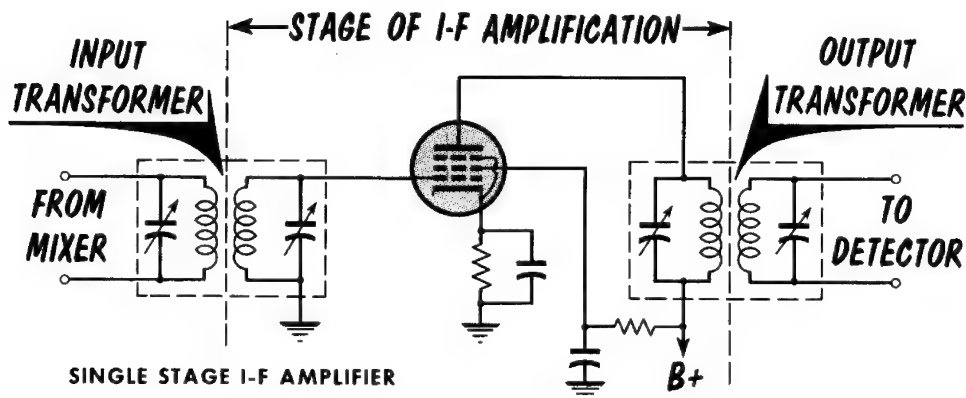 STAGE OF I-F AMPLIFICATION
INPUT
TRANSFORMER
OUTPUT
TRANSFORMER
FROM
MIXER
TO
DETECTOR
B+
SINGLE STAGE I-F AMPLIFIER